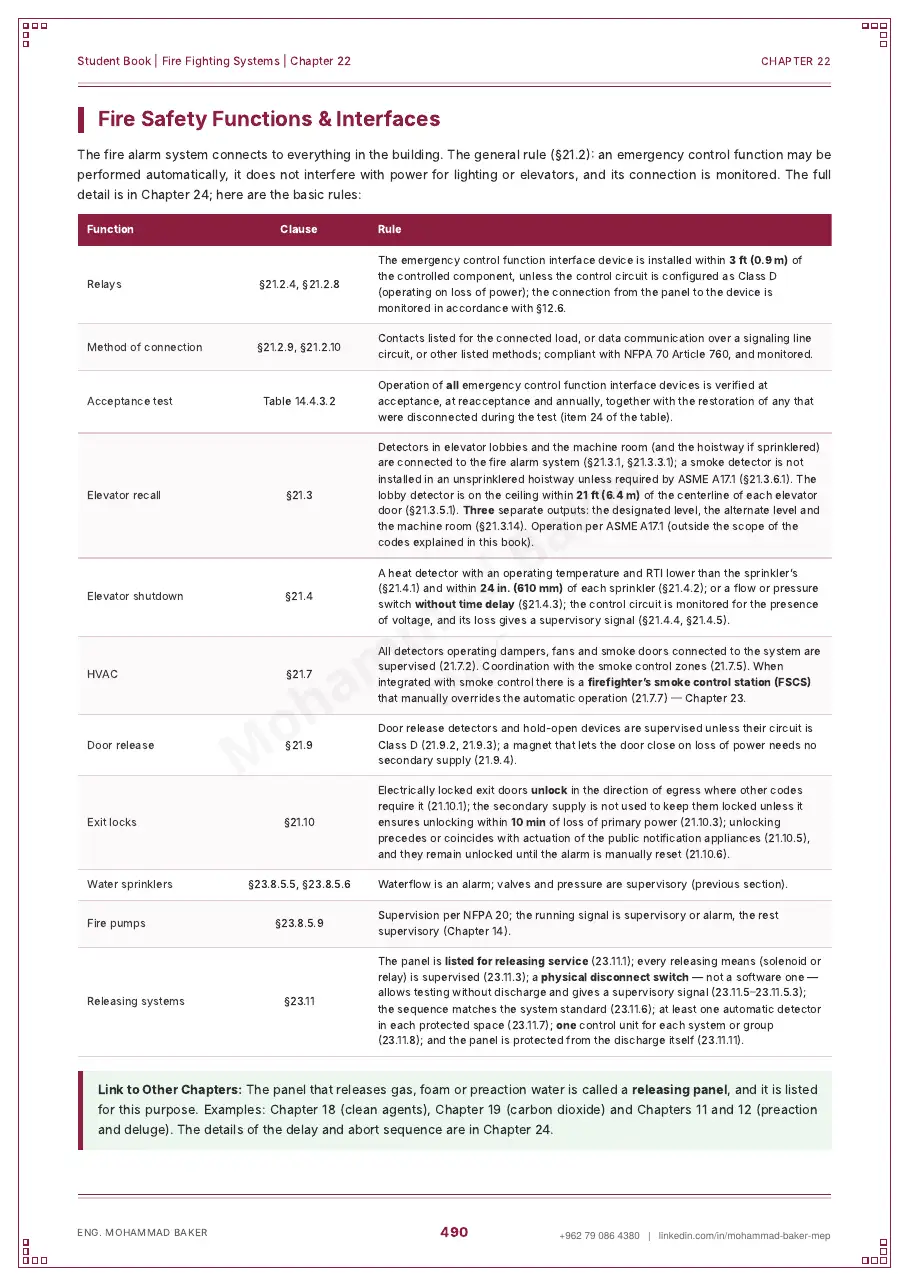 Student Book | Fire Fighting Systems | Chapter 22
CHAPTER 22
Fire Safety Functions & Interfaces
The fire alarm system connects to everything in the building. The general rule (§21.2): an emergency control function may be
performed automatically, it does not interfere with power for lighting or elevators, and its connection is monitored. The full
detail is in Chapter 24; here are the basic rules:
Function Clause Rule
Relays
§21.2.4, §21.2.8
The emergency control function interface device is installed within 3 ft (0.9 m) of
the controlled component, unless the control circuit is configured as Class D
(operating on loss of power); the connection from the panel to the device is
monitored in accordance with §12.6.
Method of connection
§21.2.9, §21.2.10
Contacts listed for the connected load, or data communication over a signaling line
circuit, or other listed methods; compliant with NFPA 70 Article 760, and monitored.
Acceptance test
Table 14.4.3.2
Operation of all emergency control function interface devices is verified at
acceptance, at reacceptance and annually, together with the restoration of any that
were disconnected during the test (item 24 of the table).
Elevator recall
§21.3
Detectors in elevator lobbies and the machine room (and the hoistway if sprinklered)
are connected to the fire alarm system (§21.3.1, §21.3.3.1); a smoke detector is not
installed in an unsprinklered hoistway unless required by ASME A17.1 (§21.3.6.1). The
lobby detector is on the ceiling within 21 ft (6.4 m) of the centerline of each elevator
door (§21.3.5.1). Three separate outputs: the designated level, the alternate level and
the machine room (§21.3.14). Operation per ASME A17.1 (outside the scope of the
codes explained in this book).
Elevator shutdown
§21.4
A heat detector with an operating temperature and RTI lower than the sprinkler's
(§21.4.1) and within 24 in. (610 mm) of each sprinkler (§21.4.2); or a flow or pressure
switch without time delay (§21.4.3); the control circuit is monitored for the presence
of voltage, and its loss gives a supervisory signal (§21.4.4, §21.4.5).
HVAC
§21.7
All detectors operating dampers, fans and smoke doors connected to the system are
supervised (21.7.2). Coordination with the smoke control zones (21.7.5). When
integrated with smoke control there is a firefighter's smoke control station (FSCS)
that manually overrides the automatic operation (21.7.7) — Chapter 23.
Door release
§21.9
Door release detectors and hold-open devices are supervised unless their circuit is
Class D (21.9.2, 21.9.3); a magnet that lets the door close on loss of power needs no
secondary supply (21.9.4).
Exit locks
§21.10
Electrically locked exit doors unlock in the direction of egress where other codes
require it (21.10.1); the secondary supply is not used to keep them locked unless it
ensures unlocking within 10 min of loss of primary power (21.10.3); unlocking
precedes or coincides with actuation of the public notification appliances (21.10.5),
and they remain unlocked until the alarm is manually reset (21.10.6).
Water sprinklers
§23.8.5.5, §23.8.5.6
Waterflow is an alarm; valves and pressure are supervisory (previous section).
Fire pumps
§23.8.5.9
Supervision per NFPA 20; the running signal is supervisory or alarm, the rest
supervisory (Chapter 14).
Releasing systems
§23.11
The panel is listed for releasing service (23.11.1); every releasing means (solenoid or
relay) is supervised (23.11.3); a physical disconnect switch — not a software one —
allows testing without discharge and gives a supervisory signal (23.11.5–23.11.5.3);
the sequence matches the system standard (23.11.6); at least one automatic detector
in each protected space (23.11.7); one control unit for each system or group
(23.11.8); and the panel is protected from the discharge itself (23.11.11).
Link to Other Chapters: The panel that releases gas, foam or preaction water is called a releasing panel, and it is listed
for this purpose. Examples: Chapter 18 (clean agents), Chapter 19 (carbon dioxide) and Chapters 11 and 12 (preaction
and deluge). The details of the delay and abort sequence are in Chapter 24.
ENG. MOHAMMAD BAKER
490
+962 79 086 4380 | linkedin.com/in/mohammad-baker-mep